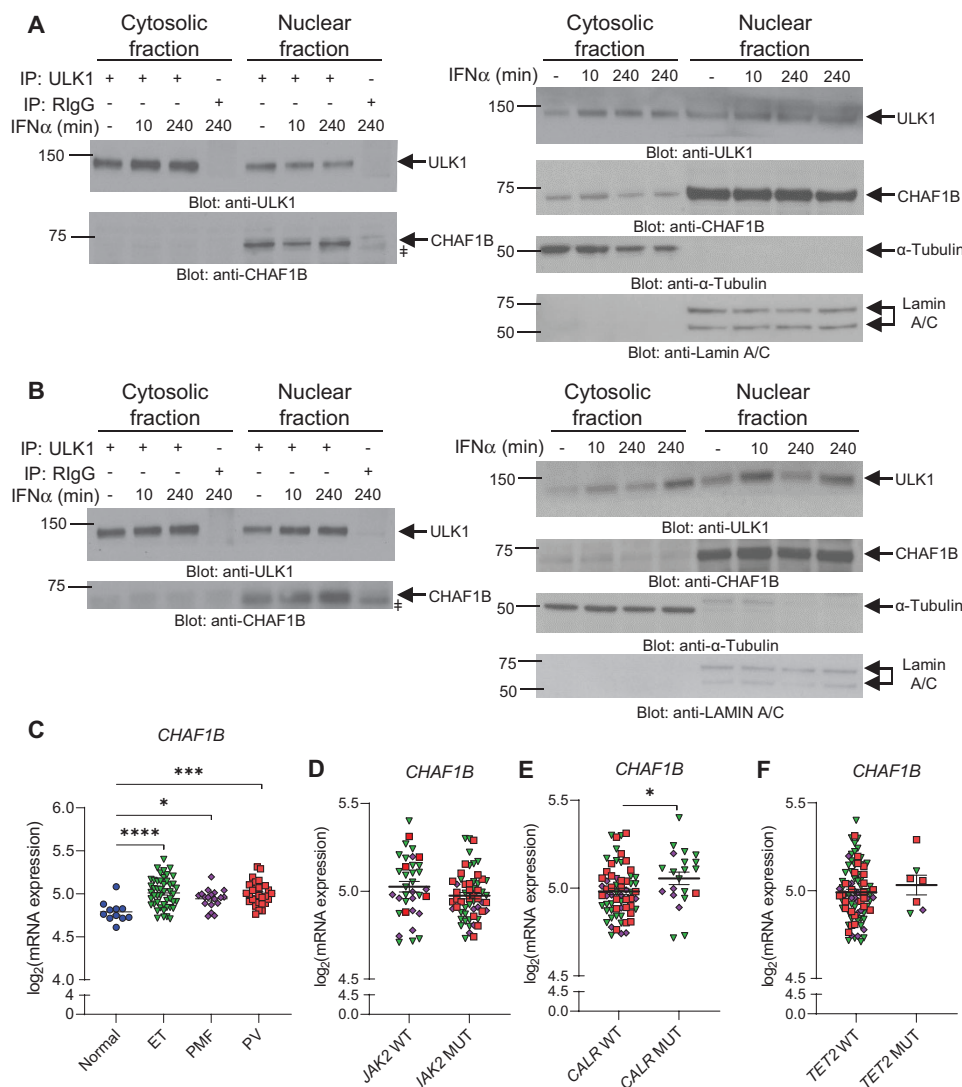 A
Cytosolic fraction
Nuclear fraction
IP: ULK1 + + + - + + + -
IP: RIgG - - - + - - - +
IFNα (min) - 10 240 240 - 10 240 240
150
ULK1
Blot: anti-ULK1
75
CHAF1B
ǂ
Blot: anti-CHAF1B
Cytosolic fraction
Nuclear fraction
IFNα (min) - 10 240 240 - 10 240 240
150
ULK1
Blot: anti-ULK1
75
CHAF1B
Blot: anti-CHAF1B
50
α-Tubulin
Blot: anti-α-Tubulin
75
50
Lamin
A/C
Blot: anti-Lamin A/C
B
Cytosolic fraction
Nuclear fraction
IP: ULK1 + + + - + + + -
IP: RIgG - - - + - - - +
IFNα (min) - 10 240 240 - 10 240 240
150
ULK1
Blot: anti-ULK1
75
CHAF1B
ǂ
Blot: anti-CHAF1B
Cytosolic fraction
Nuclear fraction
IFNα (min) - 10 240 240 - 10 240 240
150
ULK1
Blot: anti-ULK1
75
CHAF1B
Blot: anti-CHAF1B
50
α-Tubulin
Blot: anti-α-Tubulin
75
50
Lamin
A/C
Blot: anti-LAMIN A/C
C
CHAF1B
***
*
****
log2(mRNA expression)
6.0
5.5
5.0
4.5
4.0
4
0
Normal
ET
PMF
PV
D
CHAF1B
log2(mRNA expression)
5.5
5.0
4.5
4.5
0.0
JAK2 WT
JAK2 MUT
E
CHAF1B
*
log2(mRNA expression)
5.5
5.0
4.5
4.5
0.0
CALR WT
CALR MUT
F
CHAF1B
log2(mRNA expression)
5.5
5.0
4.5
4.5
0.0
TET2 WT
TET2 MUT